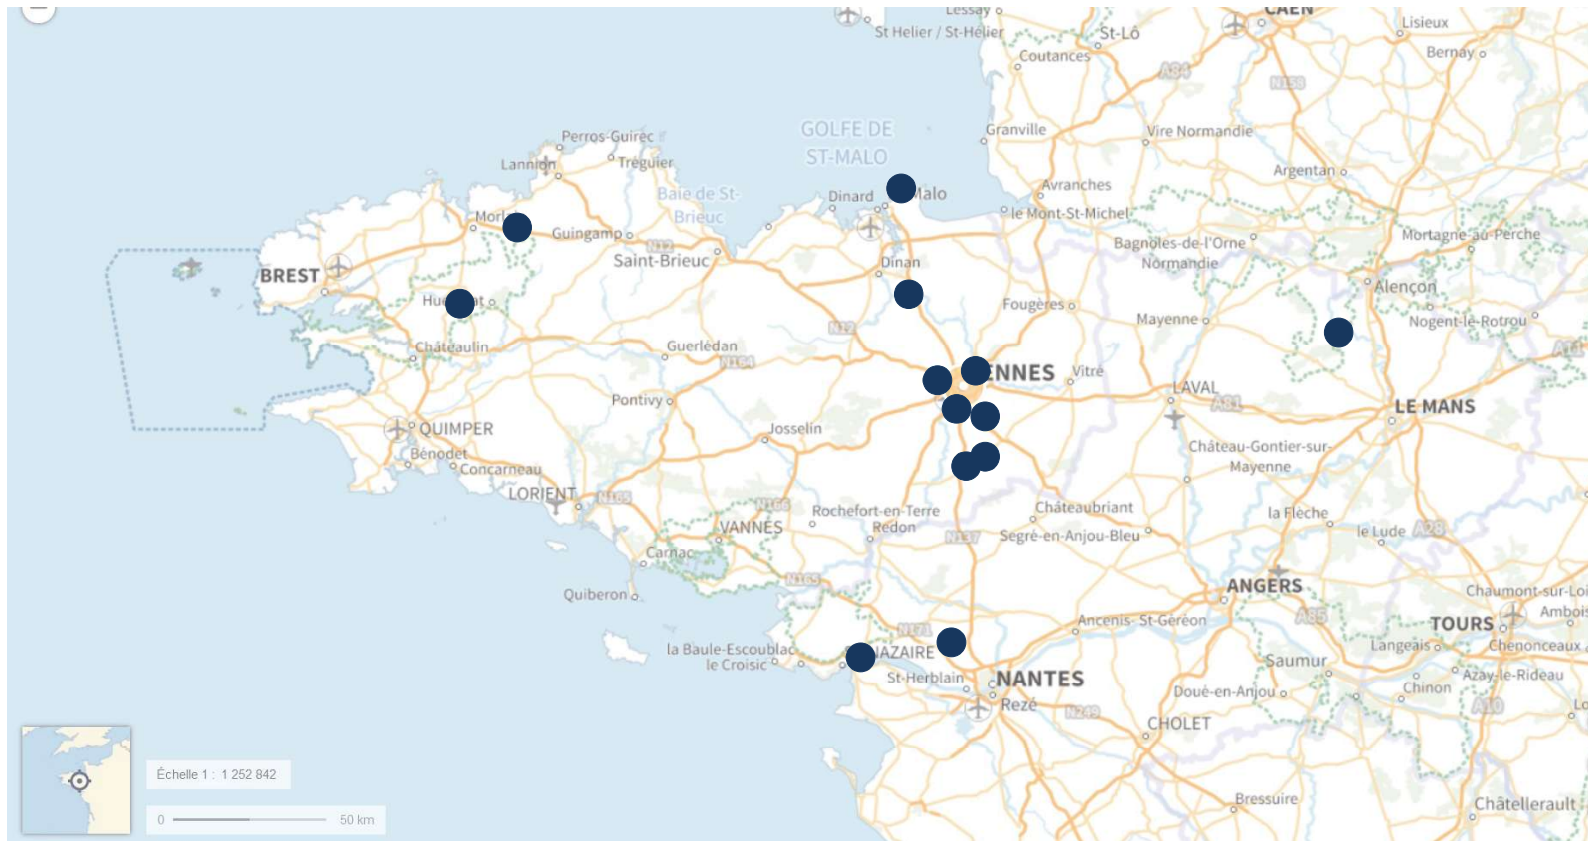 Lessay
CAEN
Lisieux
St Helier / St-Hélier
St-Lô
Bernay
Coutances
A84
N158
GOLFE DE
ST-MALO
Granville
Vire Normandie
Perros-Guirec
Lannion
Tréguier
Argentan
Baie de St-
Brieuc
Dinard
Malo
Avranches
le Mont-St-Michel
Guingamp
N12
Saint-Brieuc
Bagnoles-de-l'Orne
Normandie
Mortagne-au-Perche
BREST
Dinan
Alençon
Fougères
Mayenne
Nogent-le-Rotrou
N12
Châteaulin
Guerlédan
N164
A11
ENNES
Vitré
LAVAL
A81
LE MANS
Pontivy
QUIMPER
Josselin
Bénodet
Concarneau
Château-Gontier-sur-
Mayenne
LORIENT
N165
N166
Rochefort-en-Terre
Redon
Châteaubriant
la Flèche
VANNES
N137
Segré-en-Anjou-Bleu
le Lude
A28
Carnac
N165
Quiberon
ANGERS
Chaumont-sur-Loi
Ambois
A85
TOURS
Ancenis- St-Géréon
N171
la Baule-Escoublac
le Croisic
NAZAIRE
Langeais
Chenonceaux
Saumur
St-Herblain
NANTES
Azay-le-Rideau
Chinon
Doué-en-Anjou
Rezé
N249
A10
CHOLET
Échelle 1 : 1 252 842
Bressuire
Châtellerault
0
50 km